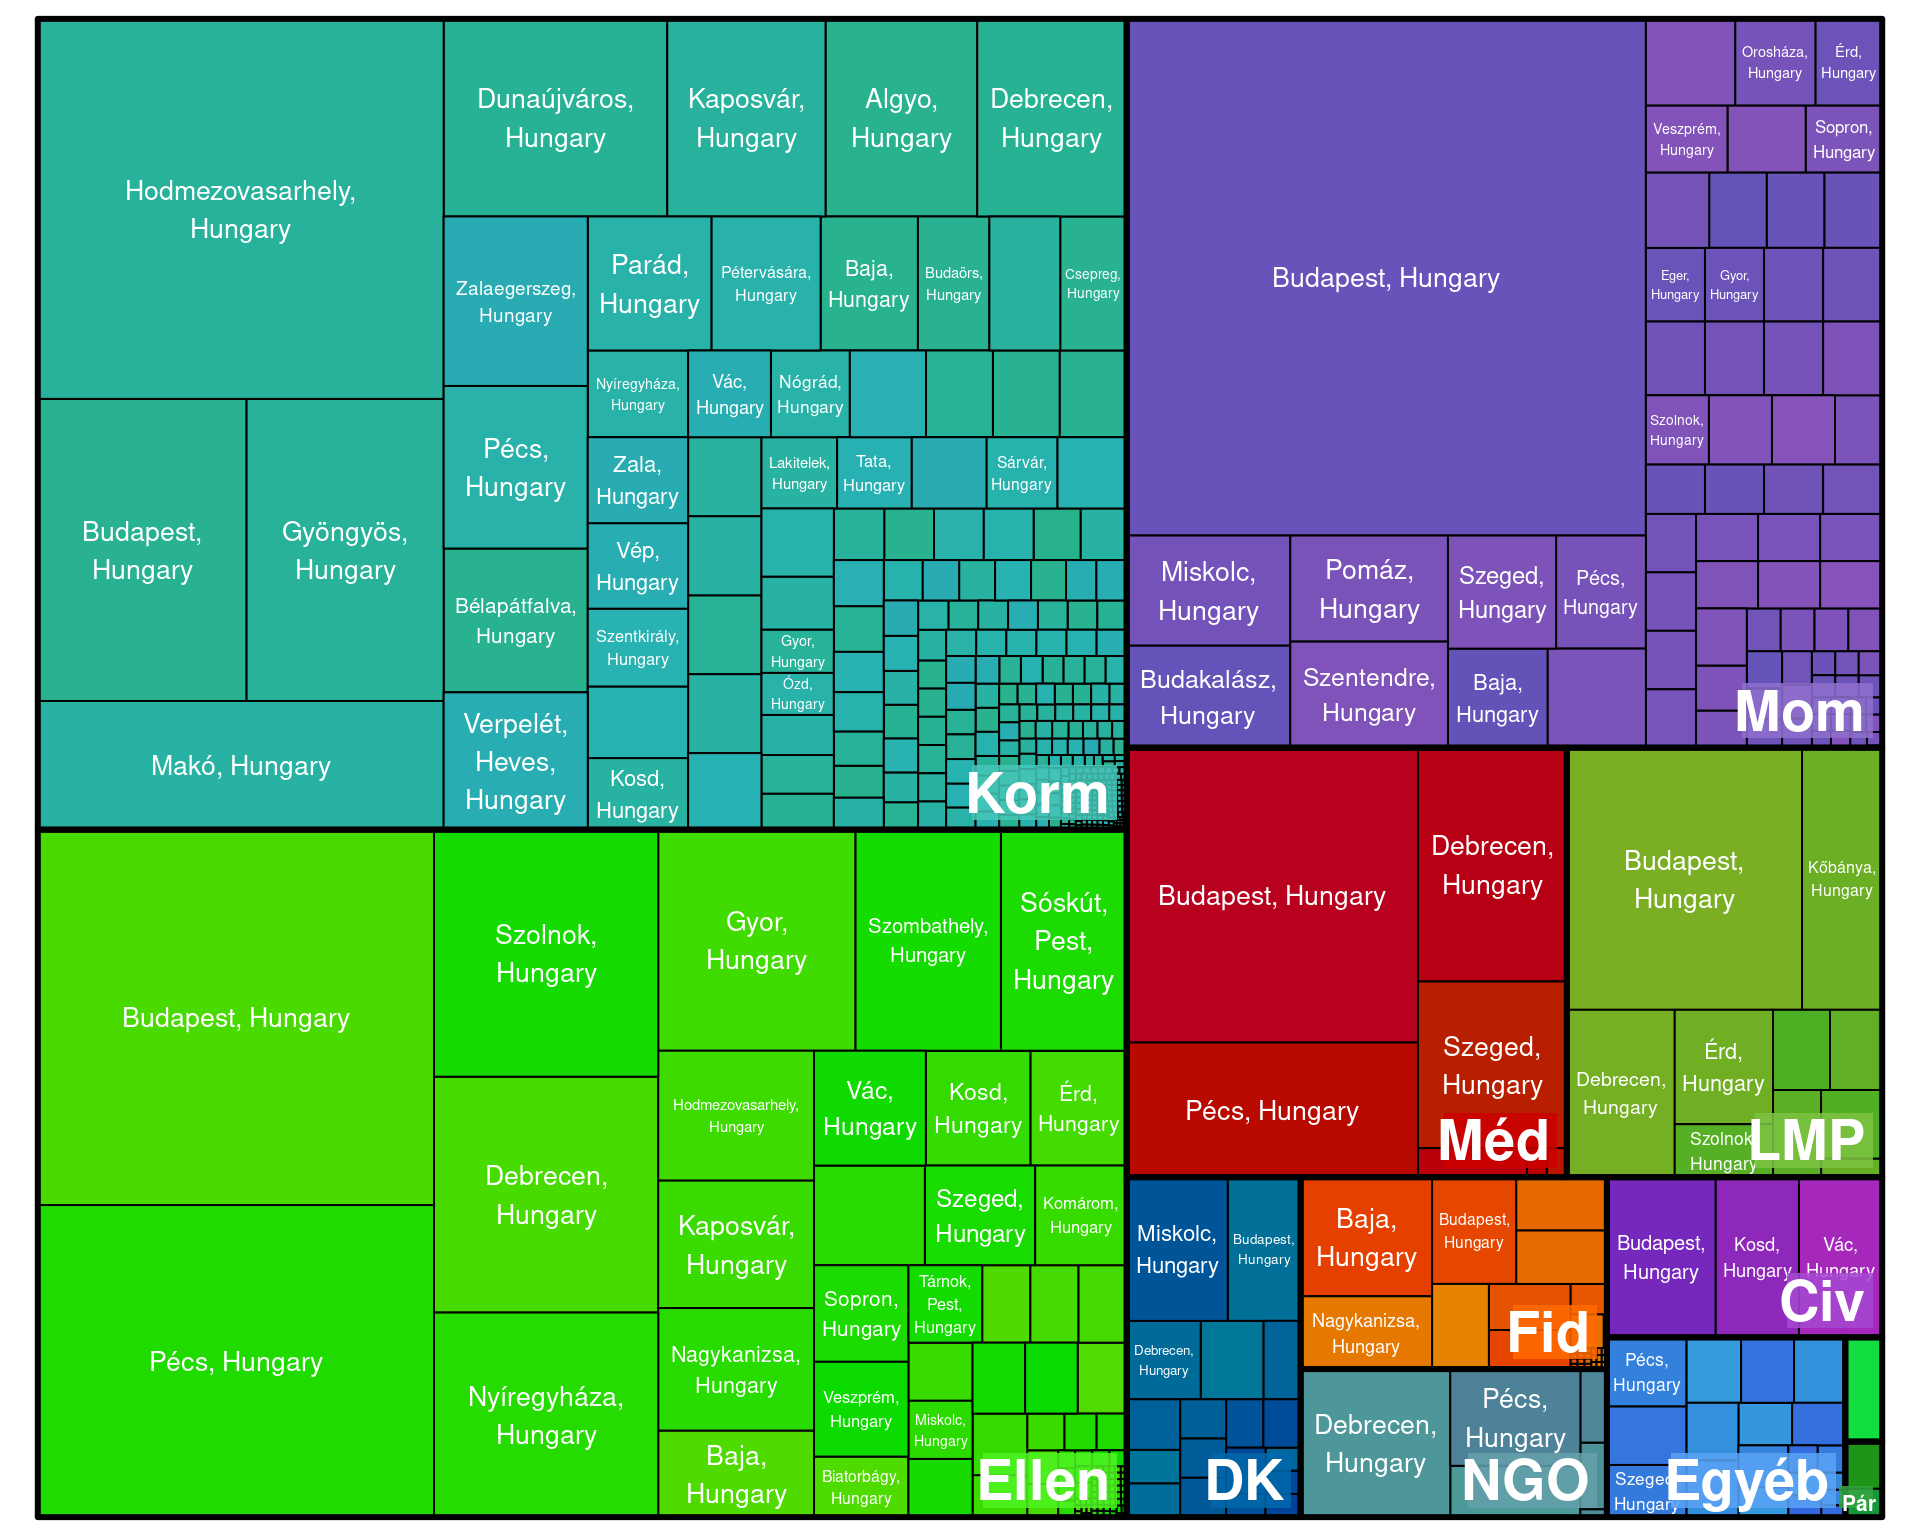 Hodmezovasarhely,
Hungary
Budapest,
Hungary
Gyöngyös,
Hungary
Makó, Hungary
Dunaújváros,
Hungary
Kaposvár,
Hungary
Algyo,
Hungary
Debrecen,
Hungary
Zalaegerszeg,
Hungary
Pécs,
Hungary
Bélapátfalva,
Hungary
Verpelét,
Heves,
Hungary
Parád,
Hungary
Pétervására,
Hungary
Baja,
Hungary
Budaörs,
Hungary
Csepreg,
Hungary
Nyíregyháza,
Hungary
Vác,
Hungary
Nógrád,
Hungary
Zala,
Hungary
Vép,
Hungary
Szentkirály,
Hungary
Kosd,
Hungary
Lakitelek,
Hungary
Tata,
Hungary
Sárvár,
Hungary
Gyor,
Hungary
Ózd,
Hungary
Korm
Budapest, Hungary
Miskolc,
Hungary
Budakalász,
Hungary
Pomáz,
Hungary
Szentendre,
Hungary
Szeged,
Hungary
Pécs,
Hungary
Baja,
Hungary
Orosháza,
Hungary
Érd,
Hungary
Veszprém,
Hungary
Sopron,
Hungary
Eger,
Hungary
Gyor,
Hungary
Szolnok,
Hungary
Mom
Budapest, Hungary
Pécs, Hungary
Szolnok,
Hungary
Debrecen,
Hungary
Nyíregyháza,
Hungary
Gyor,
Hungary
Szombathely,
Hungary
Sóskút,
Pest,
Hungary
Hodmezovasarhely,
Hungary
Kaposvár,
Hungary
Nagykanizsa,
Hungary
Baja,
Hungary
Vác,
Hungary
Kosd,
Hungary
Érd,
Hungary
Szeged,
Hungary
Komárom,
Hungary
Sopron,
Hungary
Tárnok,
Pest,
Hungary
Veszprém,
Hungary
Miskolc,
Hungary
Biatorbágy,
Hungary
Ellen
Budapest, Hungary
Pécs, Hungary
Debrecen,
Hungary
Szeged,
Hungary
Méd
Budapest,
Hungary
Kőbánya,
Hungary
Debrecen,
Hungary
Érd,
Hungary
Szolnok,
Hungary
LMP
Miskolc,
Hungary
Budapest,
Hungary
Debrecen,
Hungary
DK
Baja,
Hungary
Budapest,
Hungary
Nagykanizsa,
Hungary
Fid
Debrecen,
Hungary
Pécs,
Hungary
NGO
Budapest,
Hungary
Kosd,
Hungary
Vác,
Hungary
Civ
Pécs,
Hungary
Szeged,
Hungary
Egyéb
Pár